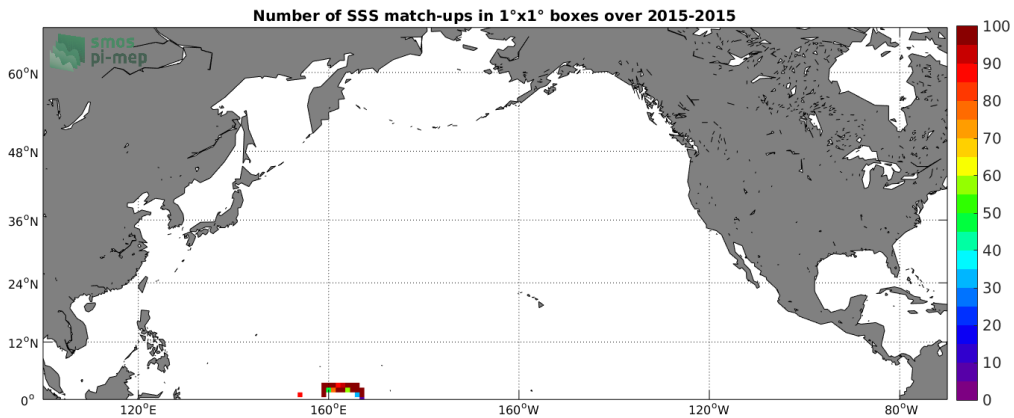 Number of SSS match-ups in 1°x1° boxes over 2015-2015
smos
pi-mep
60°N
48°N
36°N
24°N
12°N
0°
120°E
160°E
160°W
120°W
80°W
100
90
80
70
60
50
40
30
20
10
0